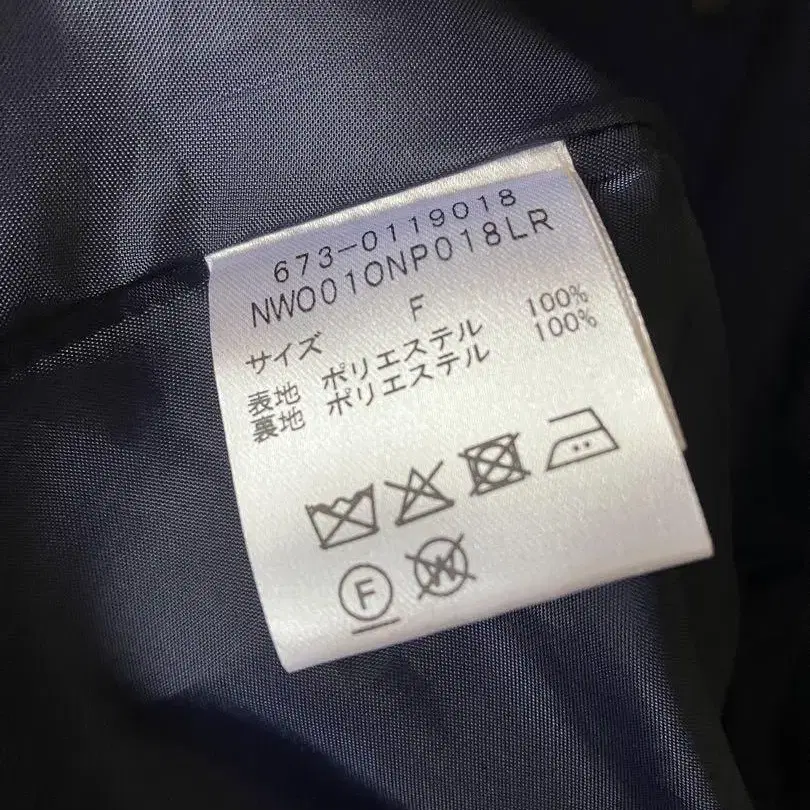 673-0119018
NWO010NP018LR
サイズ F
表地 ポリエステル 100%
裏地 ポリエステル 100%
F
W